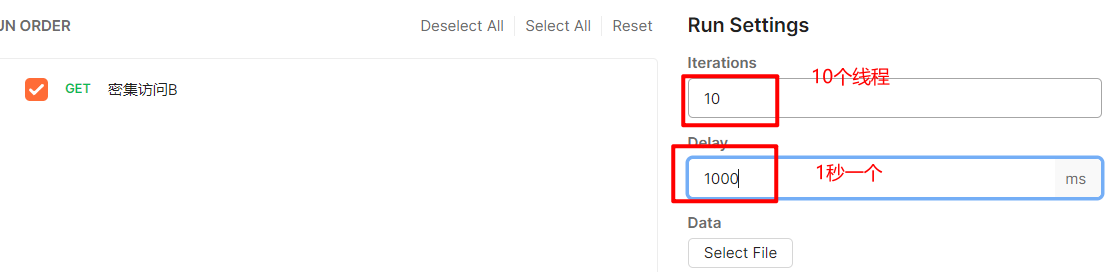 UN ORDER
Deselect All
Select All
Reset
GET 密集访问B
Run Settings
Iterations
10
10个线程
Delay
1000
ms
1秒一个
Data
Select File